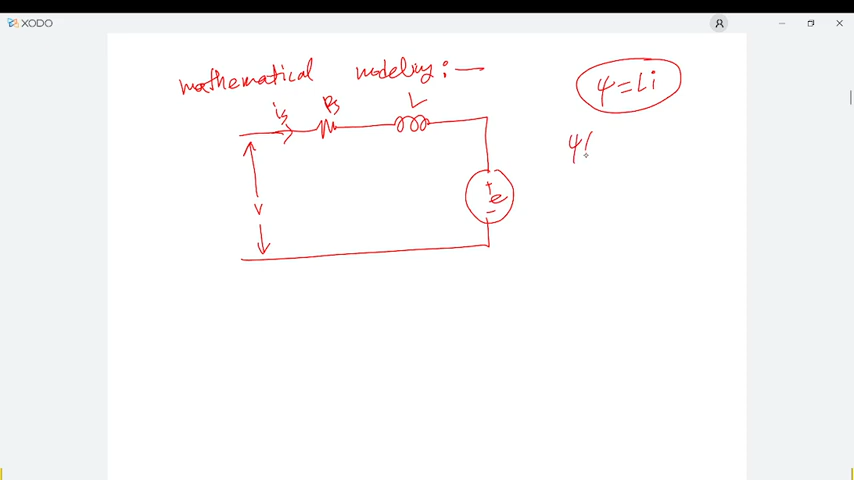 XODO
mathematical modeling :—
ψ = Li
is Rs L
ψ(
V
+
e
-